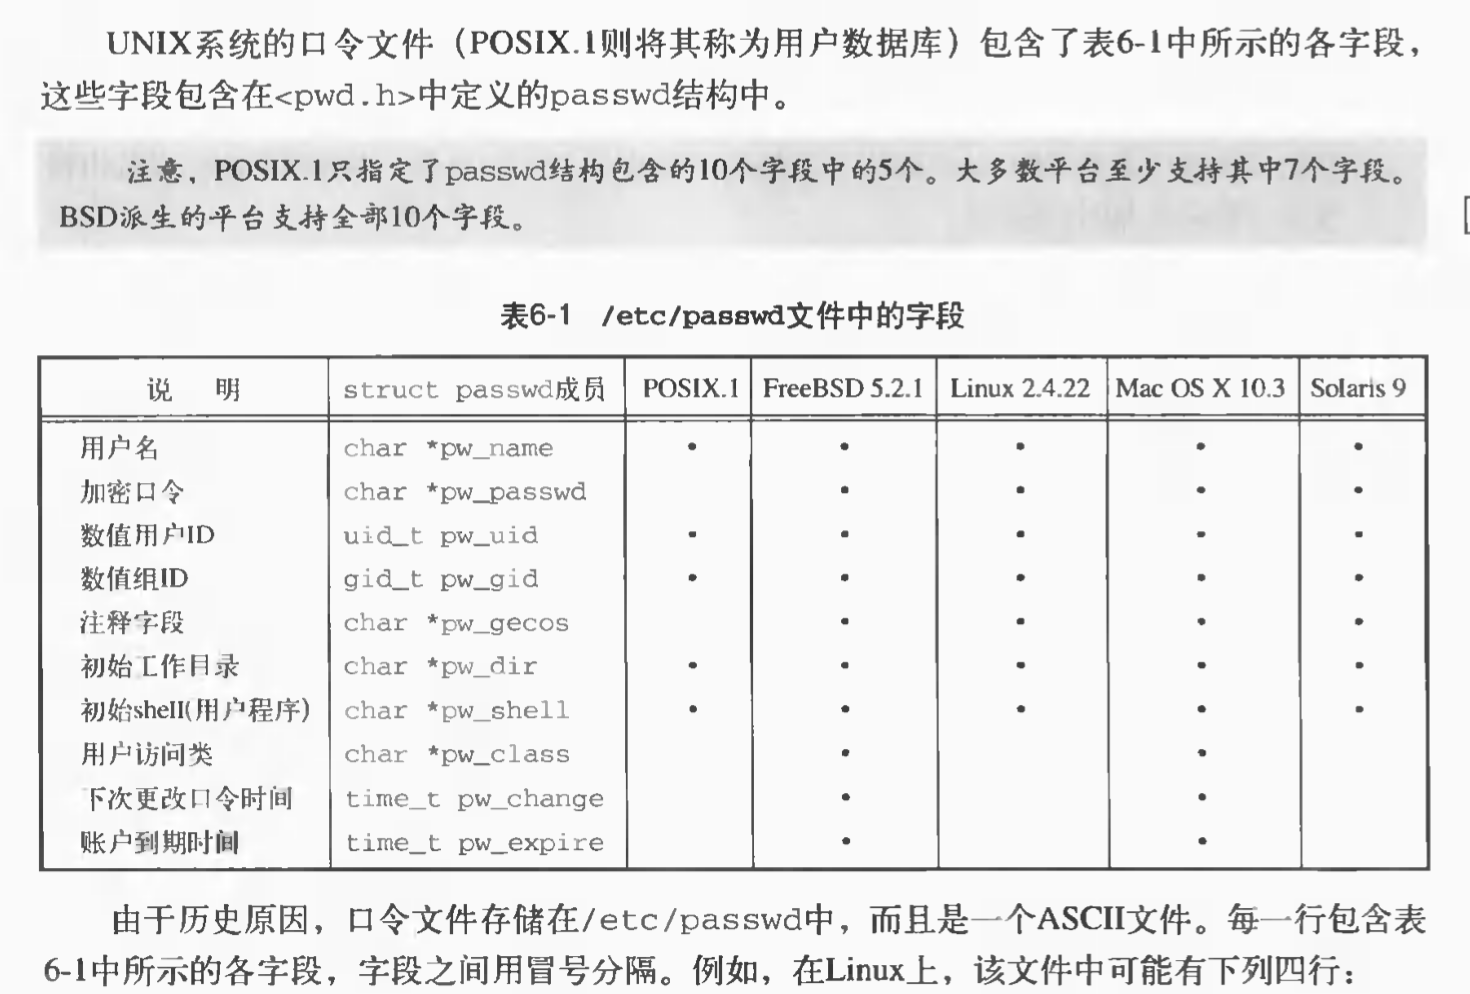 UNIX系统的口令文件（POSIX.1则将其称为用户数据库）包含了表6-1中所示的各字段，
这些字段包含在<pwd.h>中定义的passwd结构中。
注意，POSIX.1只指定了passwd结构包含的10个字段中的5个。大多数平台至少支持其中7个字段。
BSD派生的平台支持全部10个字段。
表6-1 /etc/passwd文件中的字段
说 明 struct passwd成员 POSIX.1 FreeBSD 5.2.1 Linux 2.4.22 Mac OS X 10.3 Solaris 9
用户名 char *pw_name • • • • •
加密口令 char *pw_passwd • • • •
数值用户ID uid_t pw_uid • • • • •
数值组ID gid_t pw_gid • • • • •
注释字段 char *pw_gecos • • • •
初始工作目录 char *pw_dir • • • • •
初始shell(用户程序) char *pw_shell • • • • •
用户访问类 char *pw_class • •
下次更改口令时间 time_t pw_change • •
账户到期时间 time_t pw_expire • •
由于历史原因，口令文件存储在/etc/passwd中，而且是一个ASCII文件。每一行包含表
6-1中所示的各字段，字段之间用冒号分隔。例如，在Linux上，该文件中可能有下列四行：